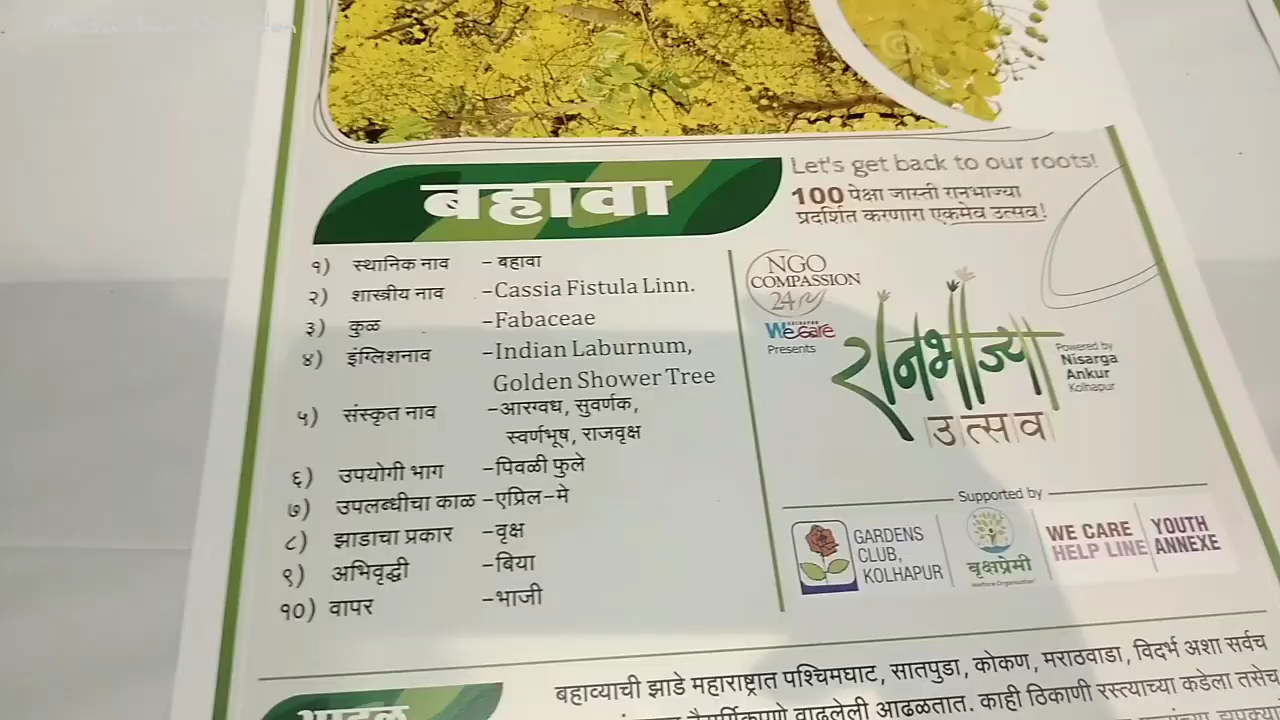 बहावा
Let's get back to our roots!
100 पेक्षा जास्ती रानभाज्या
प्रदर्शित करणारा एकमेव उत्सव!
१) स्थानिक नाव - बहावा
२) शास्त्रीय नाव -Cassia Fistula Linn.
३) कुळ -Fabaceae
४) इंग्लिशनाव -Indian Laburnum,
Golden Shower Tree
५) संस्कृत नाव -आरग्वध, सुवर्णक,
स्वर्णभूष, राजवृक्ष
६) उपयोगी भाग -पिवळी फुले
७) उपलब्धीचा काळ -एप्रिल-मे
८) झाडाचा प्रकार -वृक्ष
९) अभिवृद्धी -बिया
१०) वापर -भाजी
NGO
COMPASSION
24
We care
Presents
रानभाज्या
उत्सव
Powered by
Nisarga
Ankur
Kolhapur
Supported by
GARDENS
CLUB,
KOLHAPUR
वृक्षप्रेमी
Welfare Organisation
WE CARE
HELP LINE
YOUTH
ANNEXE
बहाव्याची झाडे महाराष्ट्रात पश्चिमघाट, सातपुडा, कोकण, मराठवाडा, विदर्भ अशा सर्वच
वाढलेली आढळतात. काही ठिकाणी रस्त्याच्या कडेला तसेच